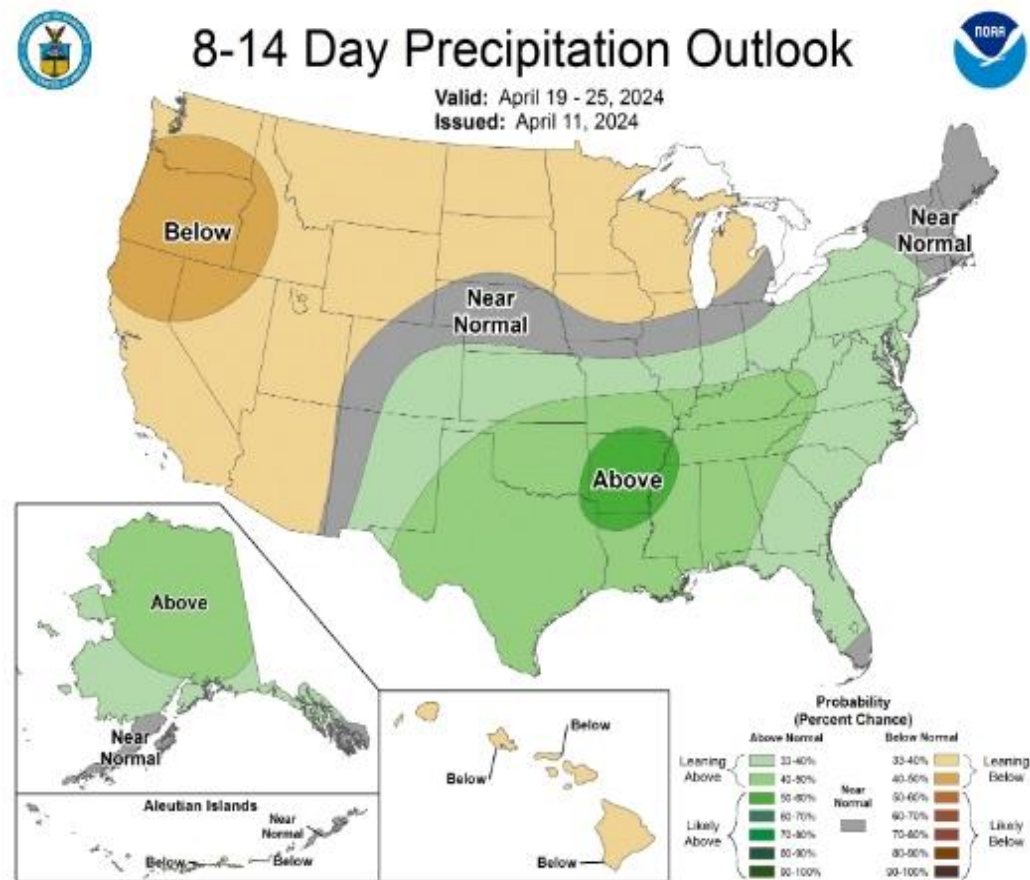 8-14 Day Precipitation Outlook
NOAA
Valid: April 19 - 25, 2024
Issued: April 11, 2024
Below
Near
Normal
Near
Normal
Above
Above
Near
Normal
Aleutian Islands
Near
Normal
Below
Below
Below
Below
Below
Probability
(Percent Chance)
Above Normal
Below Normal
Leaning
Above
33-40%
40-50%
Likely
Above
50-60%
60-70%
70-80%
80-90%
90-100%
Near
Normal
33-40%
40-50%
Leaning
Below
50-60%
60-70%
70-80%
80-90%
90-100%
Likely
Below